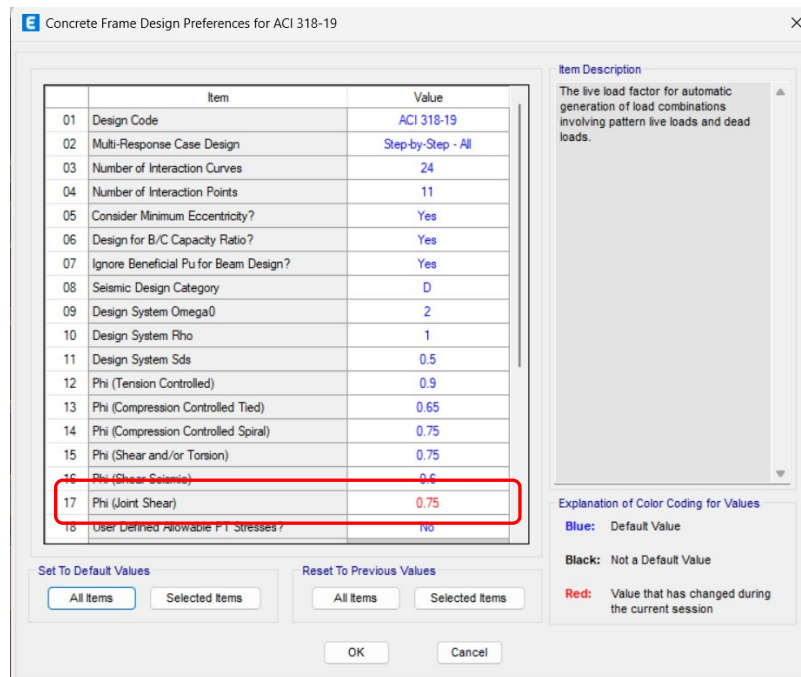 E Concrete Frame Design Preferences for ACI 318-19
Item Value
01 Design Code ACI 318-19
02 Multi-Response Case Design Step-by-Step - All
03 Number of Interaction Curves 24
04 Number of Interaction Points 11
05 Consider Minimum Eccentricity? Yes
06 Design for B/C Capacity Ratio? Yes
07 Ignore Beneficial Pu for Beam Design? Yes
08 Seismic Design Category D
09 Design System Omega0 2
10 Design System Rho 1
11 Design System Sds 0.5
12 Phi (Tension Controlled) 0.9
13 Phi (Compression Controlled Tied) 0.65
14 Phi (Compression Controlled Spiral) 0.75
15 Phi (Shear and/or Torsion) 0.75
16 Phi (Shear Seismic) 0.6
17 Phi (Joint Shear) 0.75
18 User Defined Allowable PT Stresses? No
Item Description
The live load factor for automatic
generation of load combinations
involving pattern live loads and dead
loads.
Explanation of Color Coding for Values
Blue: Default Value
Black: Not a Default Value
Red: Value that has changed during
the current session
Set To Default Values
All Items Selected Items
Reset To Previous Values
All Items Selected Items
OK Cancel